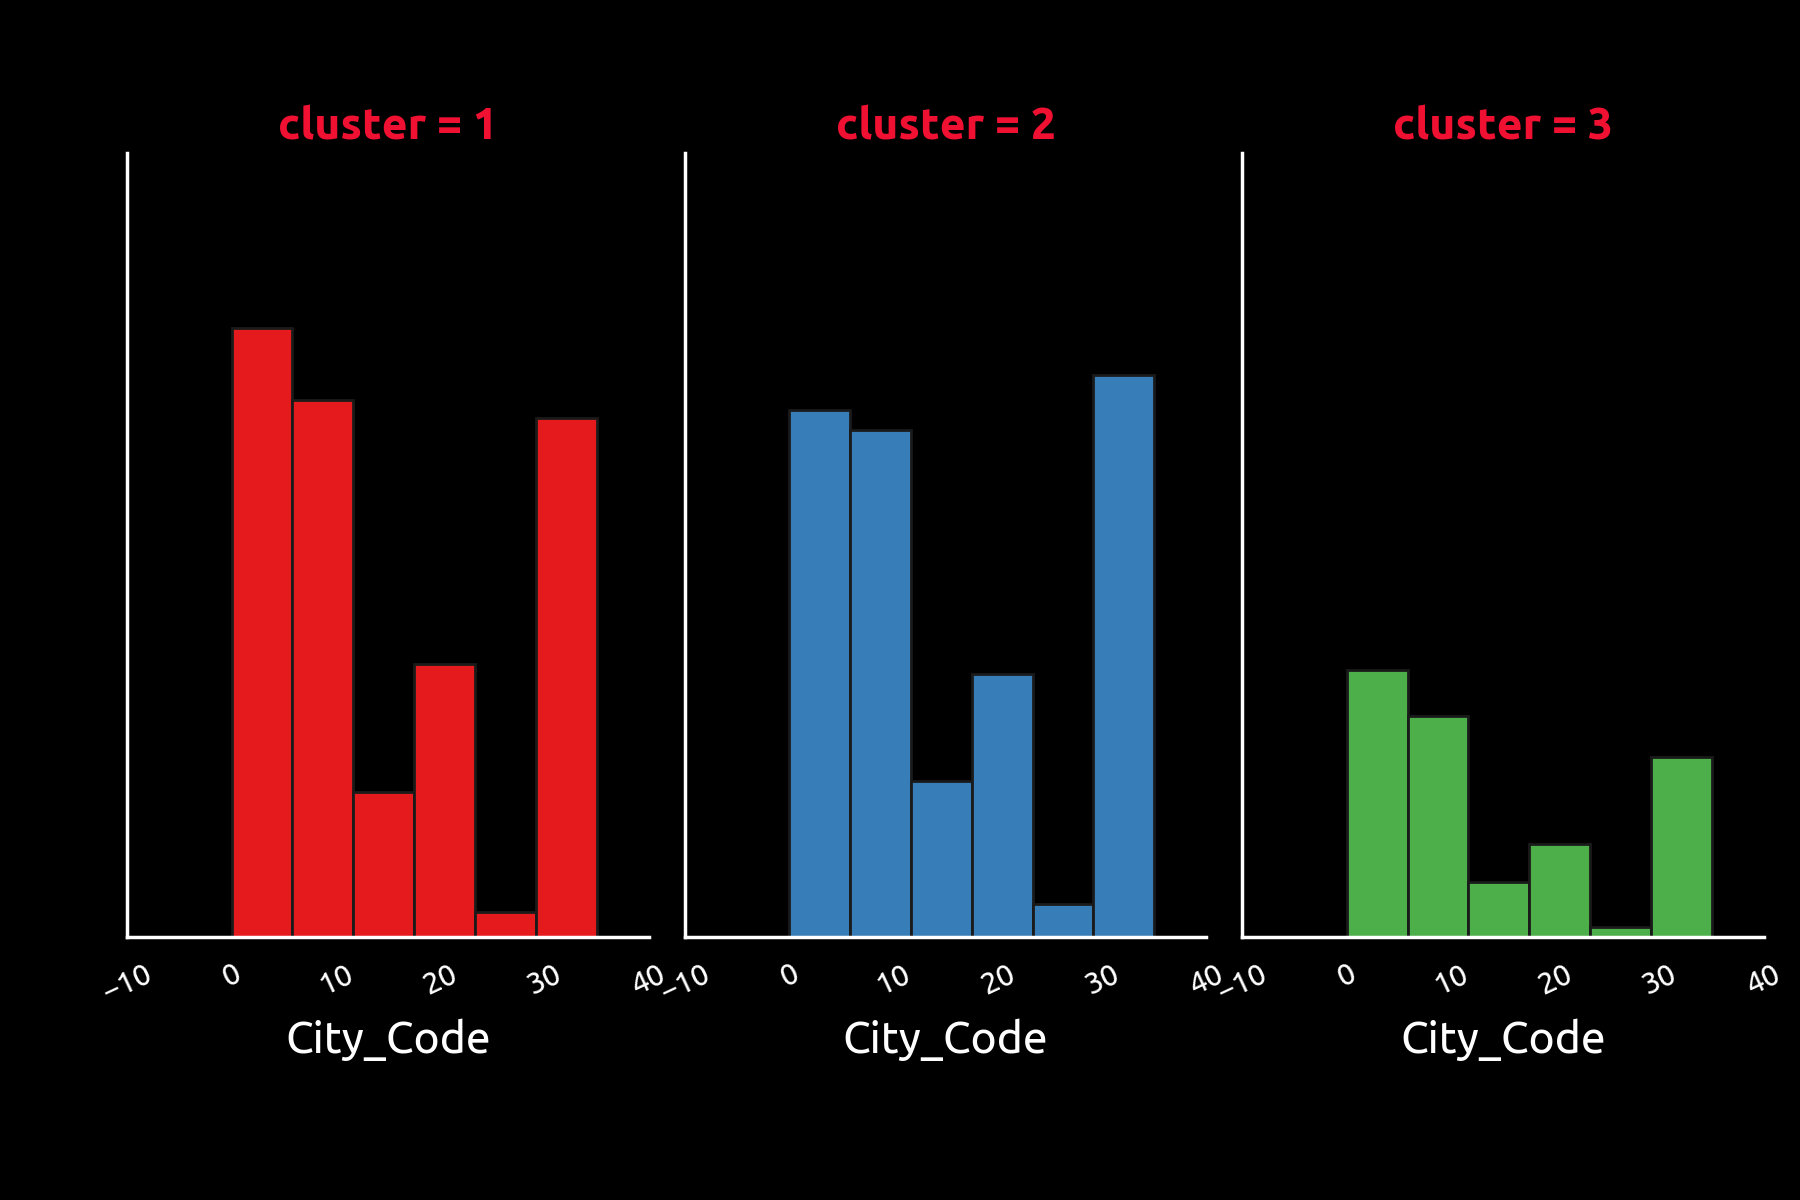 cluster = 1 cluster = 2 cluster = 3
−10 0 10 20 30 40 −10 0 10 20 30 40 −10 0 10 20 30 40
City_Code City_Code City_Code